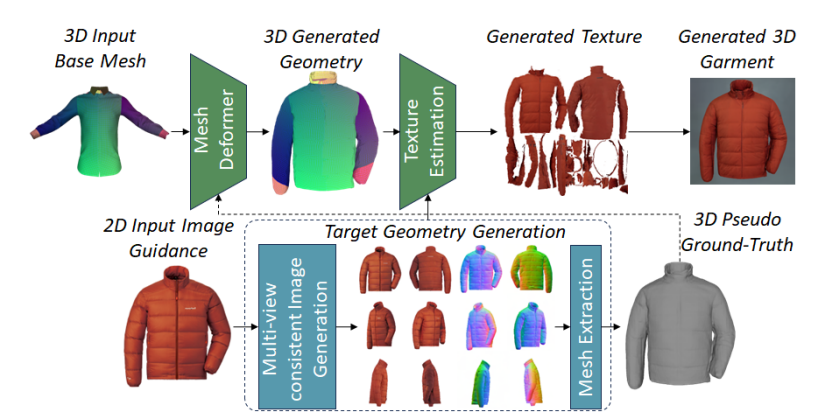 3D Input
Base Mesh
Mesh
Deformer
3D Generated
Geometry
Texture
Estimation
Generated Texture
Generated 3D
Garment
2D Input Image
Guidance
Target Geometry Generation
Multi-view
consistent Image
Generation
Mesh Extraction
3D Pseudo
Ground-Truth